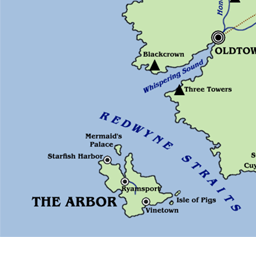 Hon
OLDTOW
Blackcrown
Whispering Sound
Three Towers
REDWYNE STRAITS
Mermaid's
Palace
Starfish Harbor
S
Cuy
Ryamsport
THE ARBOR
Isle of Pigs
Vinetown